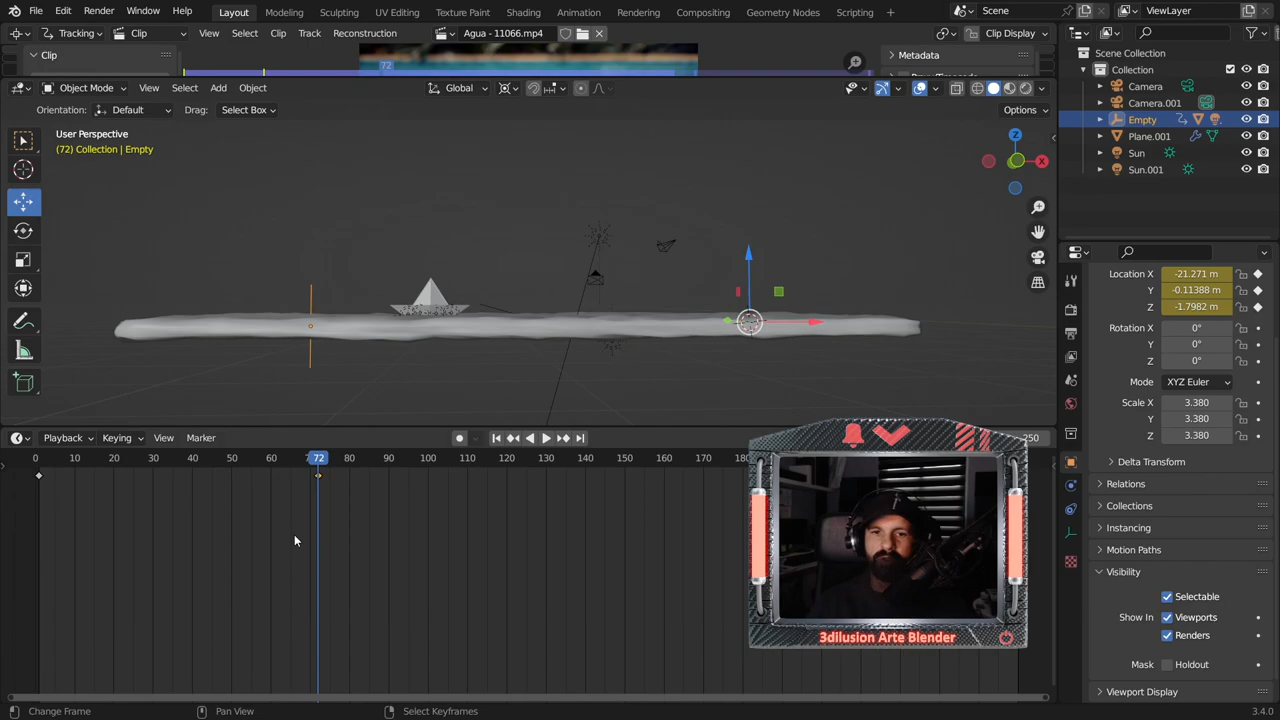 File Edit Render Window Help Layout Modeling Sculpting UV Editing Texture Paint Shading Animation Rendering Compositing Geometry Nodes Scripting Scene ViewLayer
Tracking Clip View Select Clip Track Reconstruction Agua - 11066.mp4 Clip Display
Clip
72
Metadata
Object Mode View Select Add Object Global
Orientation: Default Drag: Select Box Options
User Perspective
(72) Collection | Empty
Z
X
Scene Collection
Collection
Camera
Camera.001
Empty
Plane.001
Sun
Sun.001
Location X -21.271 m
Y -0.11388 m
Z -1.7982 m
Rotation X 0°
Y 0°
Z 0°
Mode XYZ Euler
Scale X 3.380
Y 3.380
Z 3.380
Delta Transform
Relations
Collections
Instancing
Motion Paths
Visibility
Selectable
Show In Viewports
Renders
Mask Holdout
Viewport Display
Playback Keying View Marker 250
0 10 20 30 40 50 60 72 80 90 100 110 120 130 140 150 160 170
3dilusion Arte Blender
Change Frame Pan View Select Keyframes 3.4.0